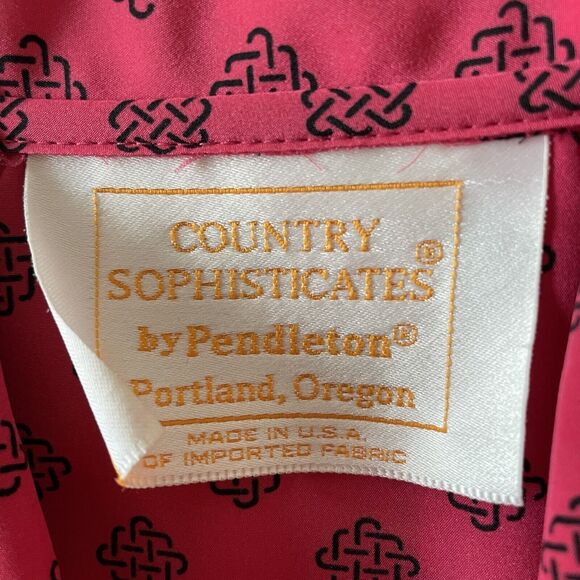 COUNTRY
SOPHISTICATES®
by Pendleton®
Portland, Oregon
MADE IN U.S.A.
OF IMPORTED FABRIC